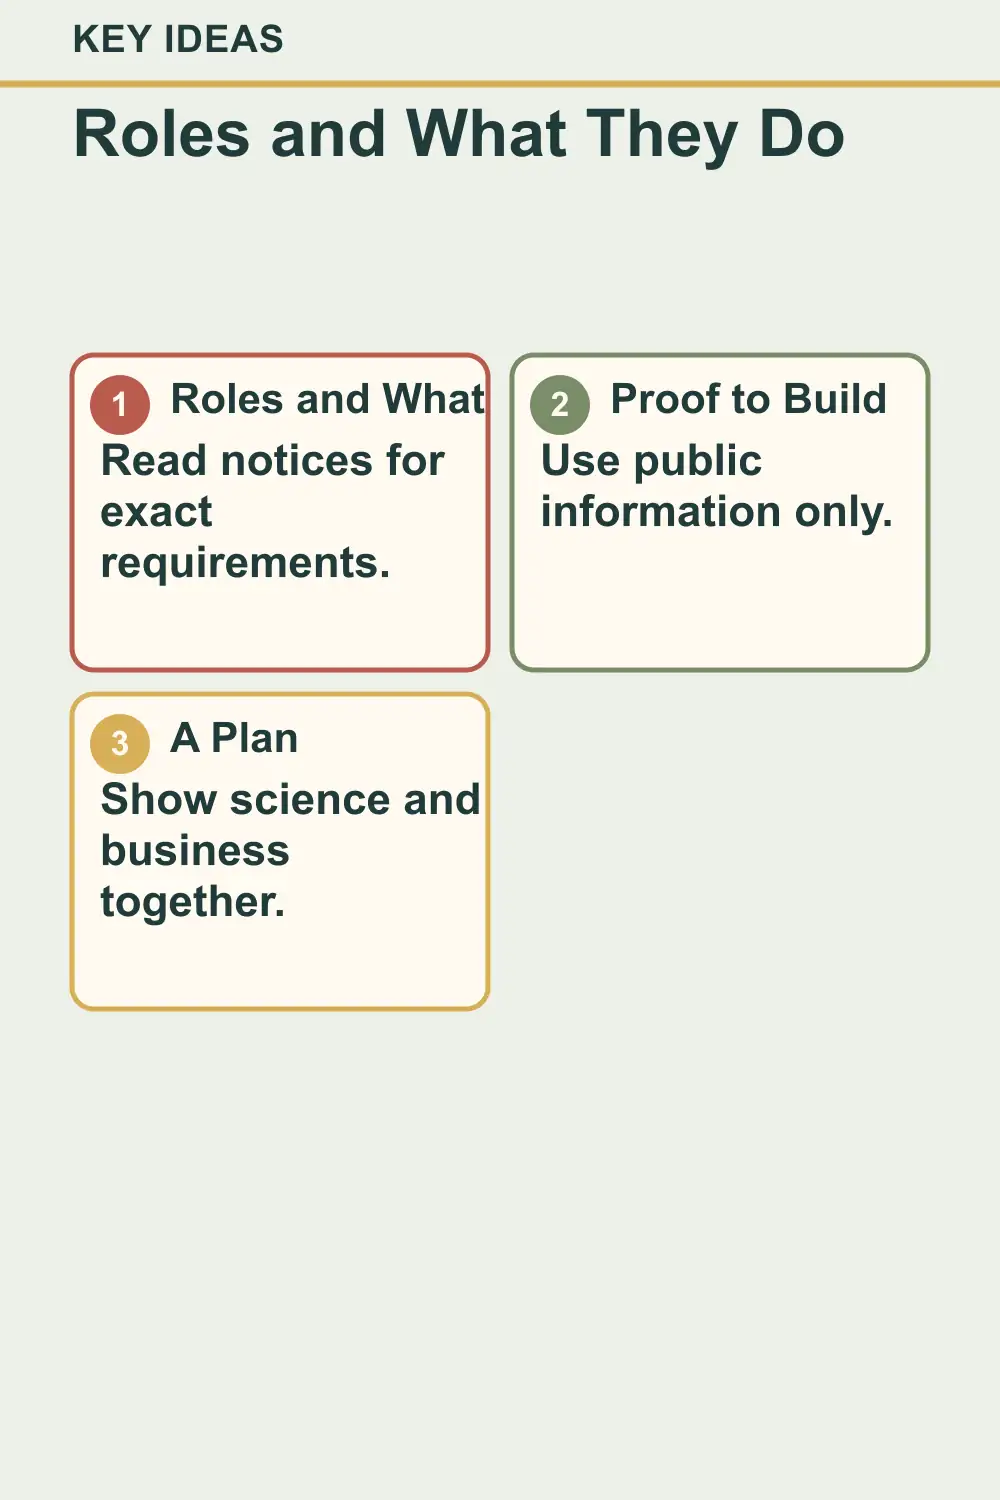 KEY IDEAS
Roles and What They Do
1 Roles and What
Read notices for
exact
requirements.
2 Proof to Build
Use public
information only.
3 A Plan
Show science and
business
together.